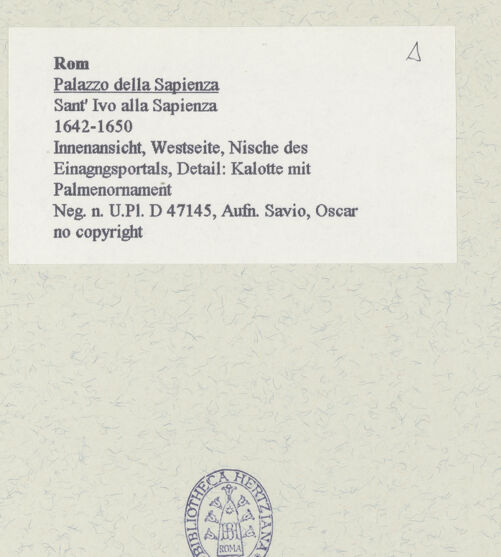 Rom
Palazzo della Sapienza
Sant' Ivo alla Sapienza
1642-1650
Innenansicht, Westseite, Nische des
Einagngsportals, Detail: Kalotte mit
Palmenornament
Neg. n. U.Pl. D 47145, Aufn. Savio, Oscar
no copyright
BIBLIOTHECA HERTZIANA
ROMA